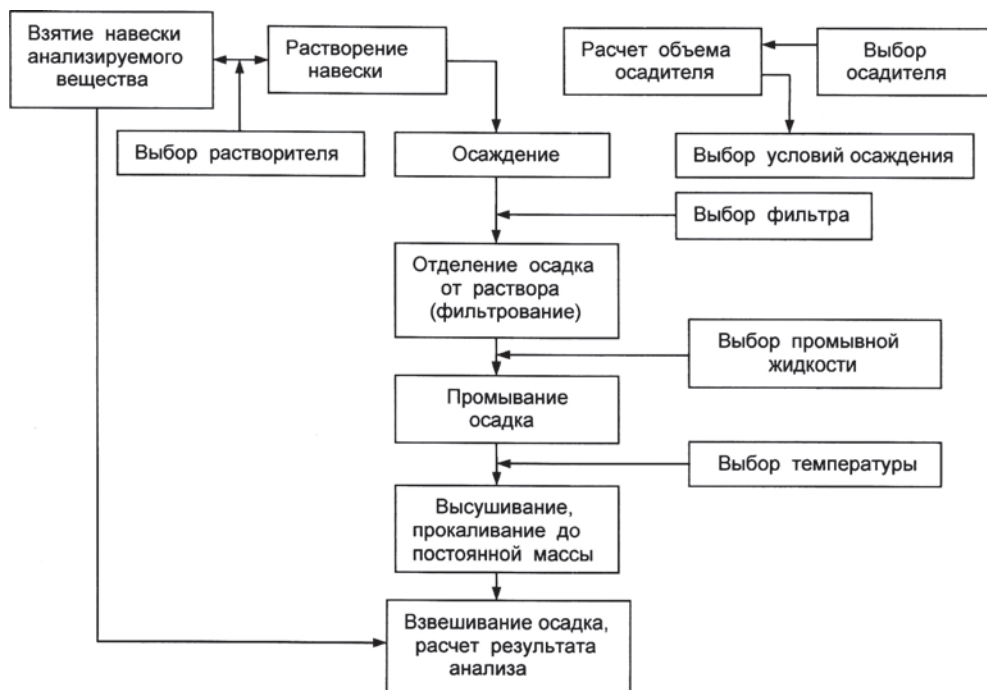 Взятие навески
анализируемого
вещества
Растворение
навески
Расчет объема
осадителя
Выбор
осадителя
Выбор растворителя
Осаждение
Выбор условий осаждения
Выбор фильтра
Отделение осадка
от раствора
(фильтрование)
Выбор промывной
жидкости
Промывание
осадка
Выбор температуры
Высушивание,
прокаливание до
постоянной массы
Взвешивание осадка,
расчет результата
анализа